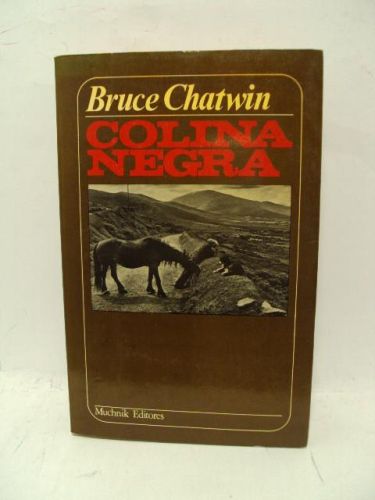 Bruce Chatwin
COLINA
NEGRA
Muchnik Editores